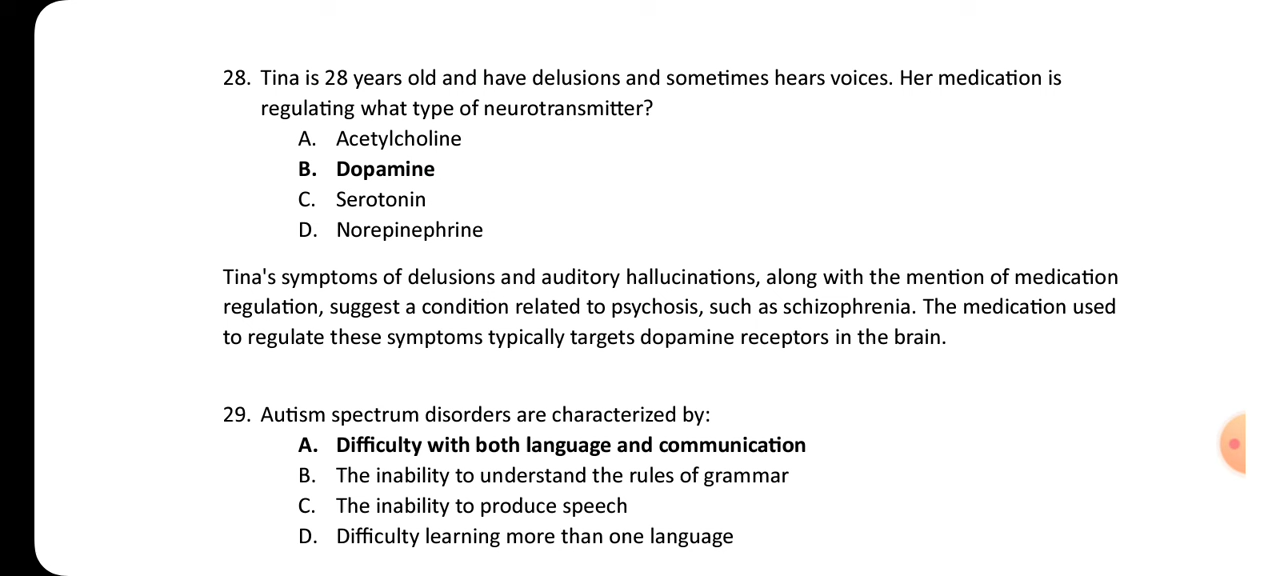 28. Tina is 28 years old and have delusions and sometimes hears voices. Her medication is
regulating what type of neurotransmitter?
A. Acetylcholine
B. Dopamine
C. Serotonin
D. Norepinephrine
Tina's symptoms of delusions and auditory hallucinations, along with the mention of medication
regulation, suggest a condition related to psychosis, such as schizophrenia. The medication used
to regulate these symptoms typically targets dopamine receptors in the brain.
29. Autism spectrum disorders are characterized by:
A. Difficulty with both language and communication
B. The inability to understand the rules of grammar
C. The inability to produce speech
D. Difficulty learning more than one language